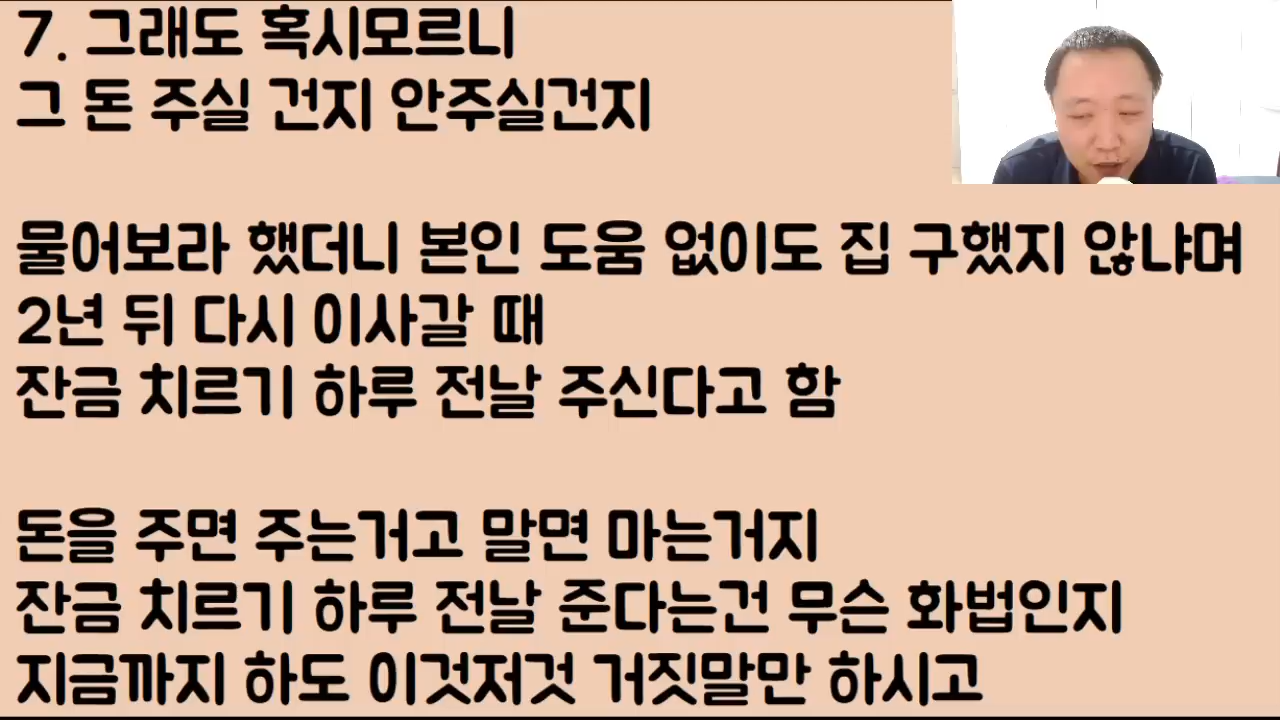 7. 그래도 혹시모르니
그 돈 주실 건지 안주실건지
물어보라 했더니 본인 도움 없이도 집 구했지 않냐며
2년 뒤 다시 이사갈 때
잔금 치르기 하루 전날 주신다고 함
돈을 주면 주는거고 말면 마는거지
잔금 치르기 하루 전날 준다는건 무슨 화법인지
지금까지 하도 이것저것 거짓말만 하시고